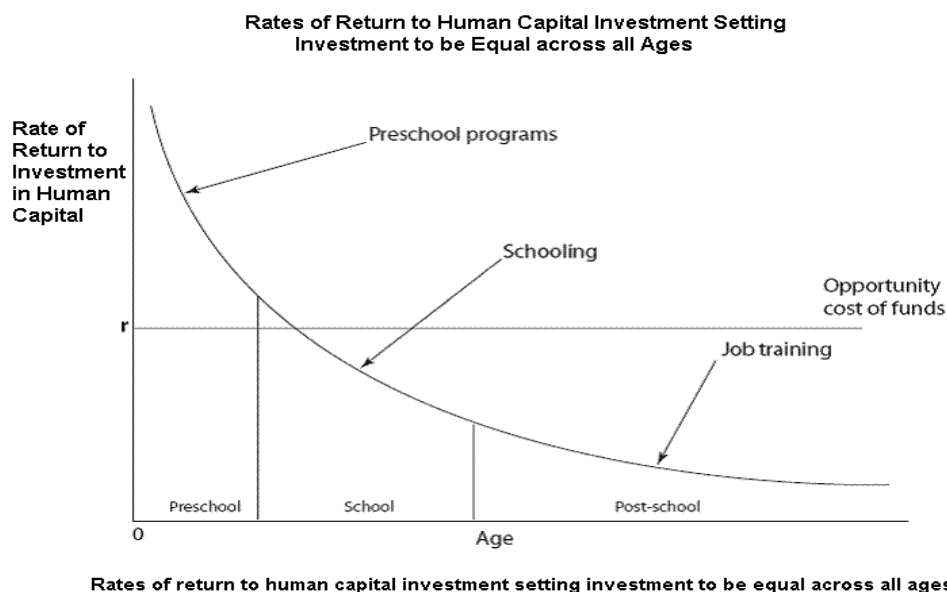 Rates of Return to Human Capital Investment Setting
Investment to be Equal across all Ages
Rate of
Return to
Investment
in Human
Capital
Preschool programs
Schooling
Opportunity
cost of funds
r
Job training
Preschool
School
Post-school
0
Age
Rates of return to human capital investment setting investment to be equal across all ages